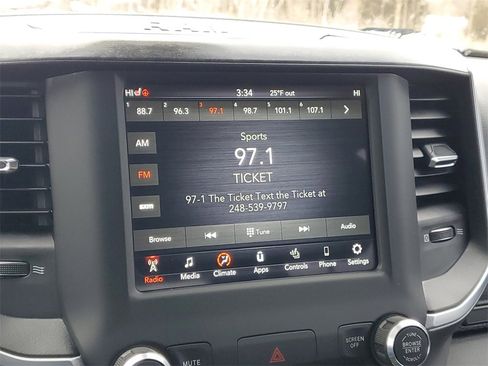 RAM
HI 3:34 25°F out HI
1 88.7 2 96.3 3 97.1 4 98.7 5 101.1 6 107.1
Sports
AM
97.1
FM
TICKET
97-1 The Ticket Text the Ticket at
248-539-9797
Browse Tune Audio
Radio Media Climate Apps Controls Phone Settings
MUTE
SCREEN
OFF
TUNE
BROWSE
ENTER
SCROLL